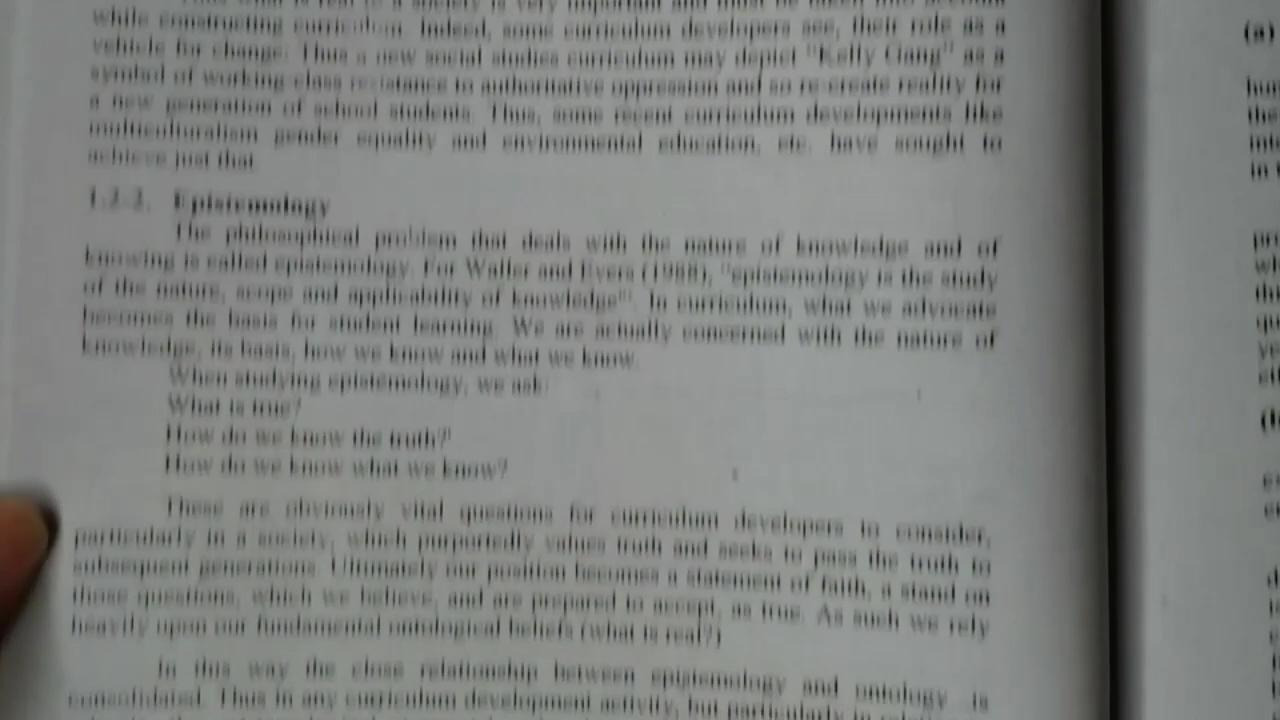 while constructing curriculum. Indeed, some curriculum developers see, their role as a
vehicle for change. Thus a new social studies curriculum may depict "Kelly Gang" as a
symbol of working-class resistance to authoritative oppression and so re-create reality for
a new generation of school students. Thus, some recent curriculum developments like
multiculturalism gender equality and environmental education, etc. have sought to
achieve just that.
1.2.2. Epistemology
The philosophical problem that deals with the nature of knowledge and of
knowing is called epistemology. For Waller and Evers (1988), "epistemology is the study
of the nature, scope and applicability of knowledge". In curriculum, what we advocate
becomes the basis for student learning. We are actually concerned with the nature of
knowledge, its basis, how we know and what we know.
When studying epistemology, we ask:
What is true?
How do we know the truth?
How do we know what we know?
These are obviously vital questions for curriculum developers to consider,
particularly in a society, which purportedly values truth and seeks to pass the truth to
subsequent generations. Ultimately our position becomes a statement of faith, a stand on
those questions, which we believe, and are prepared to accept, as true. As such we rely
heavily upon our fundamental ontological beliefs (what is real?)
In this way the close relationship between epistemology and ontology is
consolidated. Thus in any curriculum development activity, but particularly in
(a)